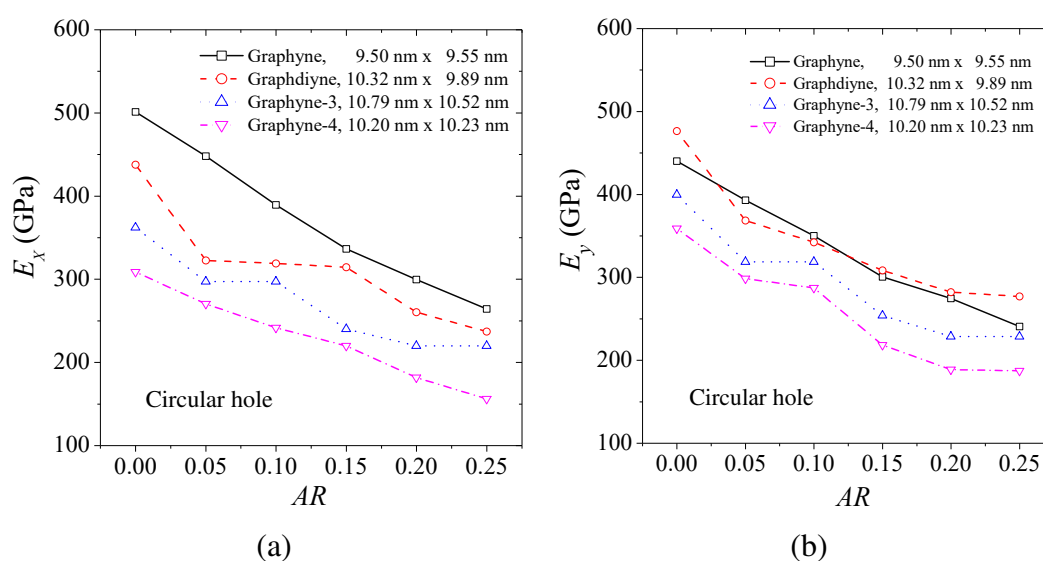 600
500
400
300
200
100
E_x (GPa)
Graphyne, 9.50 nm x 9.55 nm
Graphdiyne, 10.32 nm x 9.89 nm
Graphyne-3, 10.79 nm x 10.52 nm
Graphyne-4, 10.20 nm x 10.23 nm
Circular hole
0.00 0.05 0.10 0.15 0.20 0.25
AR
(a)
600
500
400
300
200
100
E_y (GPa)
Graphyne, 9.50 nm x 9.55 nm
Graphdiyne, 10.32 nm x 9.89 nm
Graphyne-3, 10.79 nm x 10.52 nm
Graphyne-4, 10.20 nm x 10.23 nm
Circular hole
0.00 0.05 0.10 0.15 0.20 0.25
AR
(b)